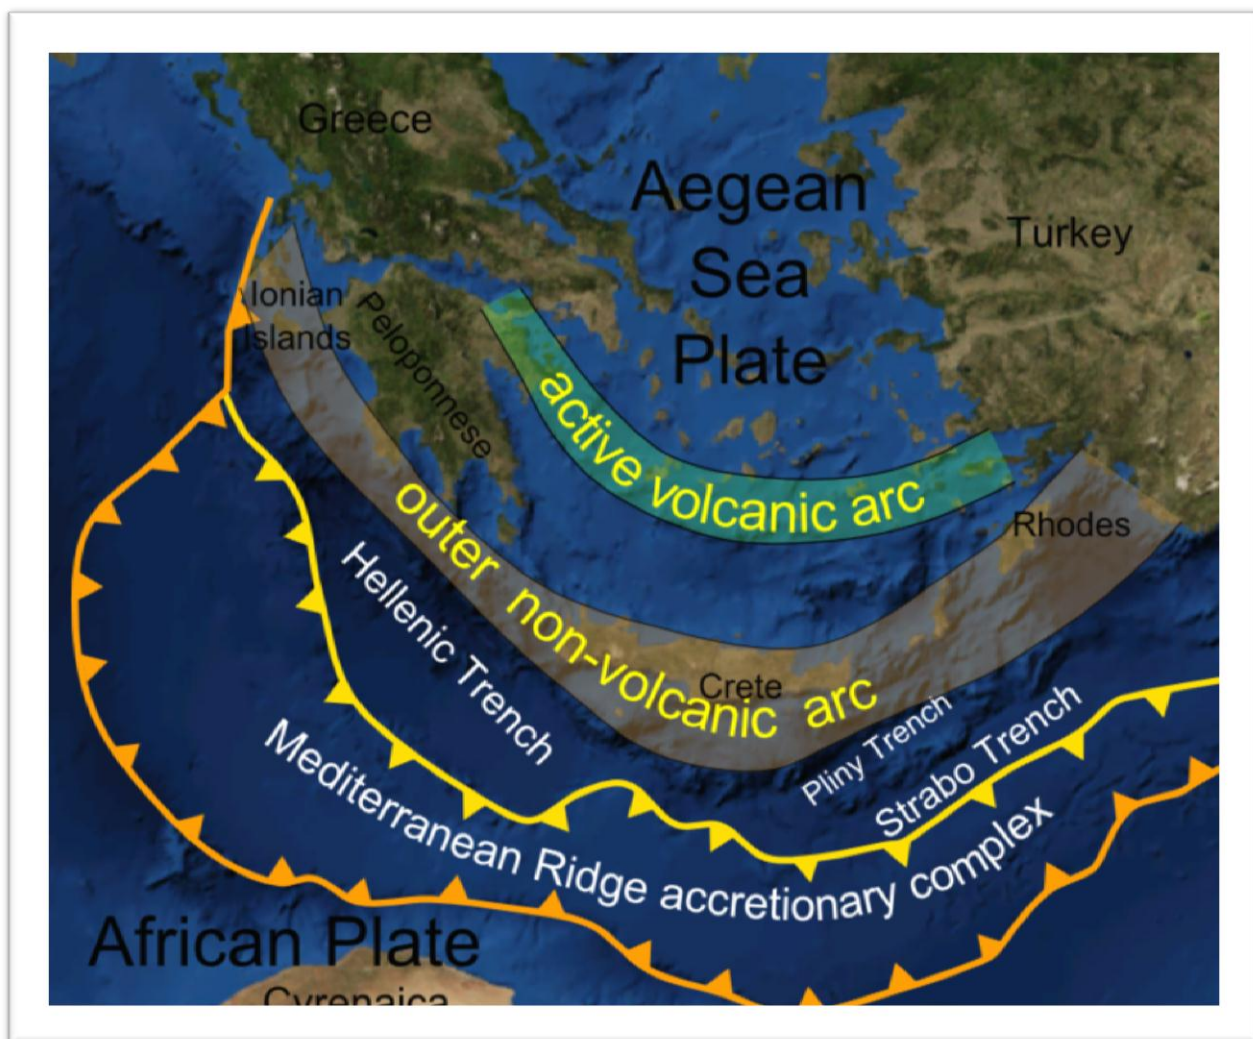 Greece
Aegean
Sea
Plate
Turkey
Ionian
Islands
Peloponnese
active volcanic arc
outer non-volcanic arc
Rhodes
Hellenic Trench
Crete
Pliny Trench
Strabo Trench
Mediterranean Ridge accretionary complex
African Plate
Cyrenaica